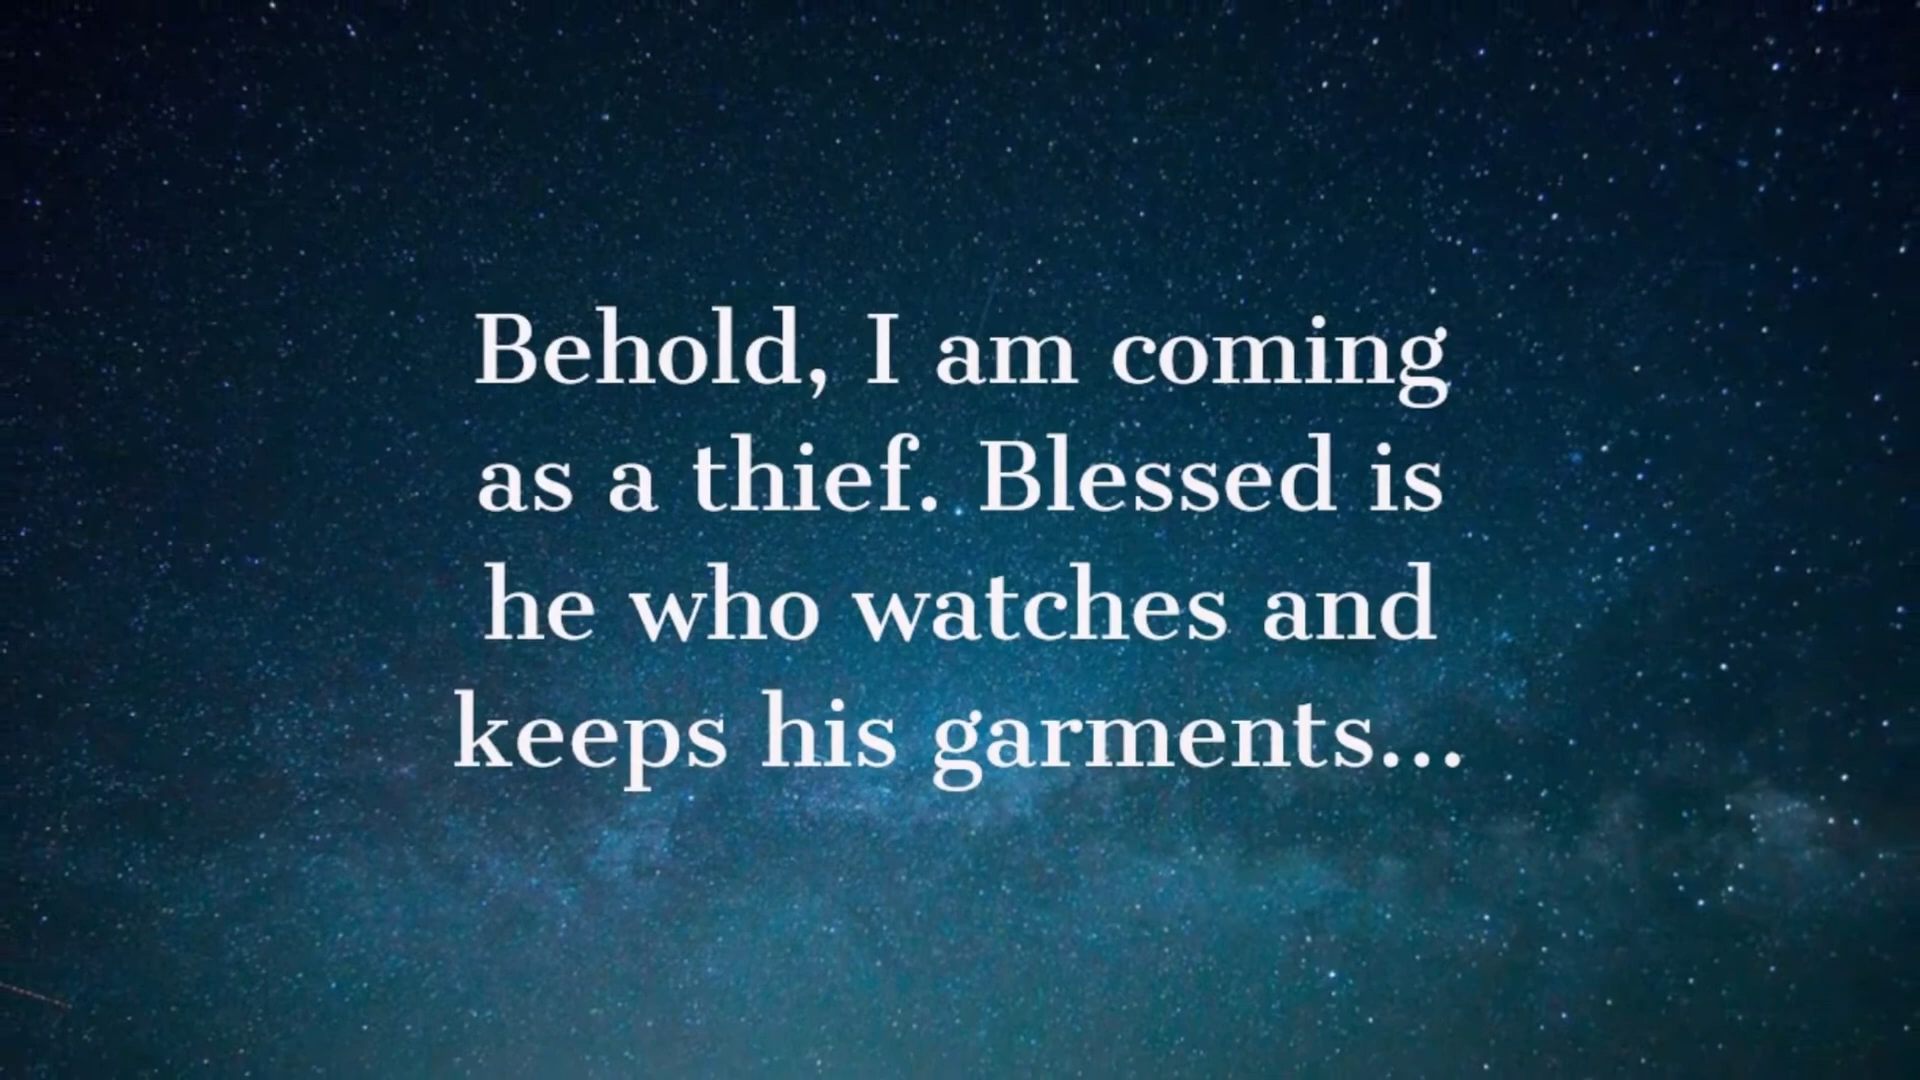 Behold, I am coming
as a thief. Blessed is
he who watches and
keeps his garments...